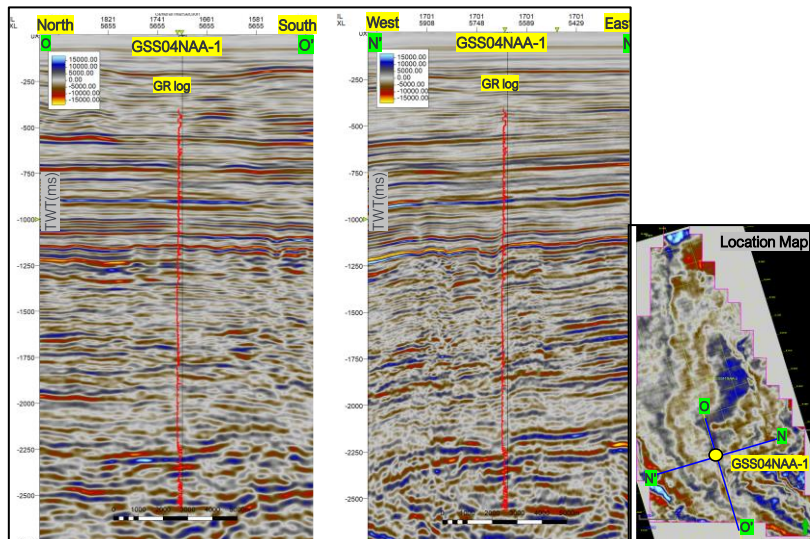 IL 1821 1741 1661 1581
XL 5655 5655 5655 5655
North South
O O'
GSS04NAA-1
GR log
15000.00
10000.00
5000.00
0.00
-5000.00
-10000.00
-15000.00
TWT(ms)
-250
-500
-750
-1000
-1250
-1500
-1750
-2000
-2250
-2500
IL 1701 1701 1701 1701
XL 5908 5748 5589 5429
West East
N' N
GSS04NAA-1
GR log
15000.00
10000.00
5000.00
0.00
-5000.00
-10000.00
-15000.00
TWT(ms)
-250
-500
-750
-1000
-1250
-1500
-1750
-2000
-2250
-2500
Location Map
O
N
GSS04NAA-1
O'